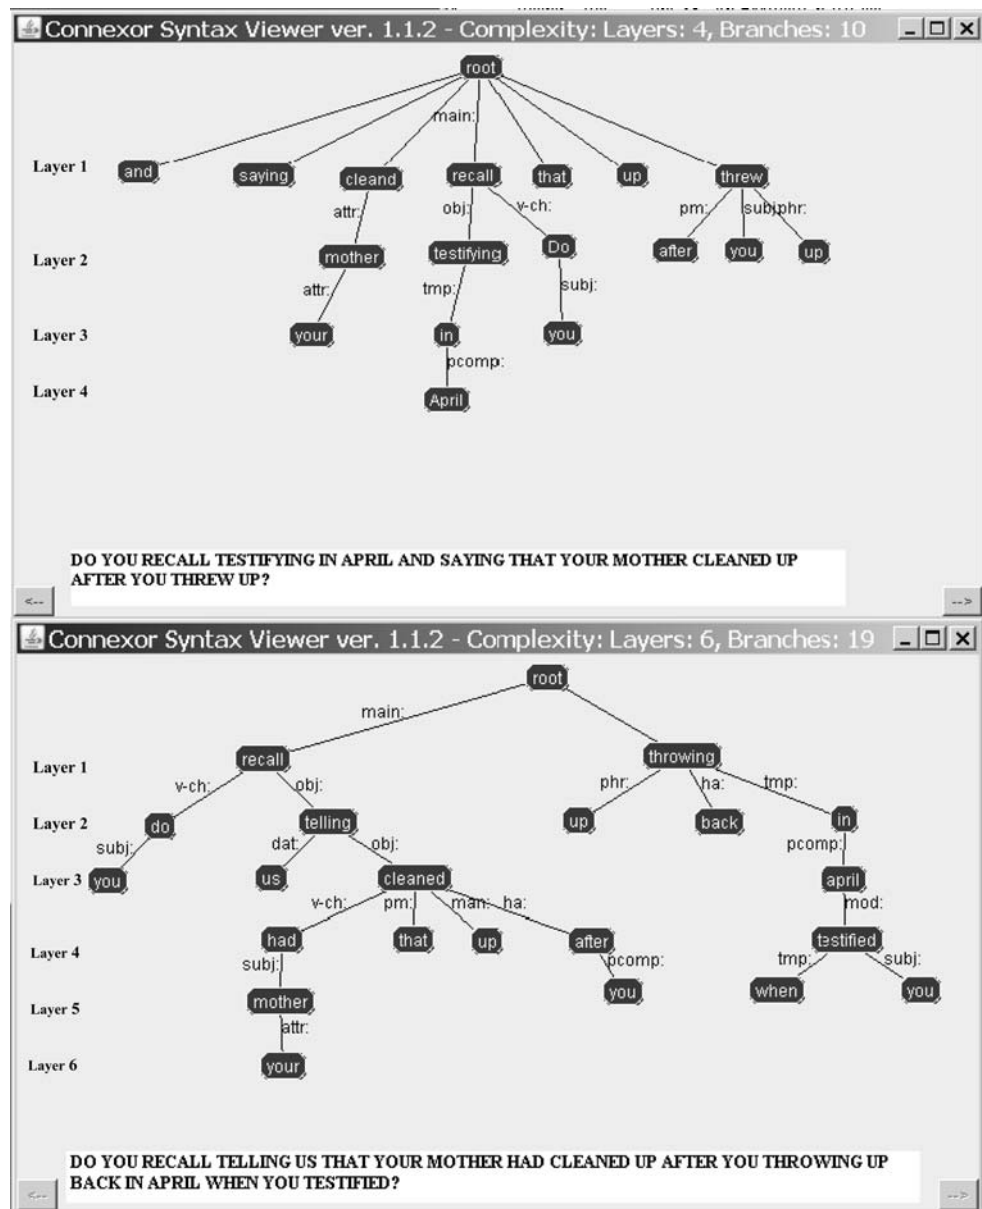 Connexor Syntax Viewer ver. 1.1.2 - Complexity: Layers: 4, Branches: 10
root
main:
Layer 1
and saying cleand recall that up threw
attr: obj: v-ch: pm: subj: phr:
Layer 2
mother testifying Do after you up
attr: tmp: subj:
Layer 3
your in you
pcomp:
Layer 4
April
DO YOU RECALL TESTIFYING IN APRIL AND SAYING THAT YOUR MOTHER CLEANED UP
AFTER YOU THREW UP?
<-- -->
Connexor Syntax Viewer ver. 1.1.2 - Complexity: Layers: 6, Branches: 19
root
main:
Layer 1
recall throwing
v-ch: obj: phr: ha: tmp:
Layer 2
do telling up back in
subj: dat: obj: pcomp:
Layer 3
you us cleaned april
v-ch: pm: man: ha: mod:
Layer 4
had that up after testified
subj: pcomp: tmp: subj:
Layer 5
mother you when you
attr:
Layer 6
your
DO YOU RECALL TELLING US THAT YOUR MOTHER HAD CLEANED UP AFTER YOU THROWING UP
BACK IN APRIL WHEN YOU TESTIFIED?
<-- -->